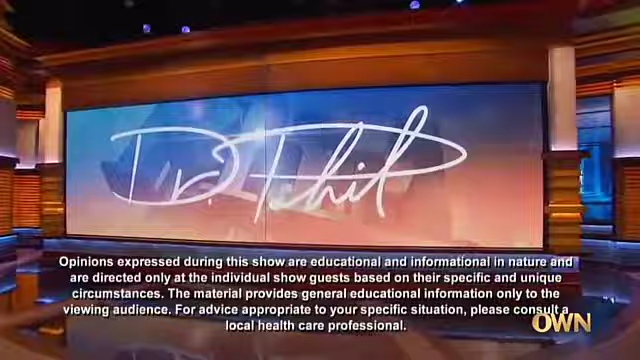 Dr. Phil
Opinions expressed during this show are educational and informational in nature and
are directed only at the individual show guests based on their specific and unique
circumstances. The material provides general educational information only to the
viewing audience. For advice appropriate to your specific situation, please consult a
local health care professional.
OWN